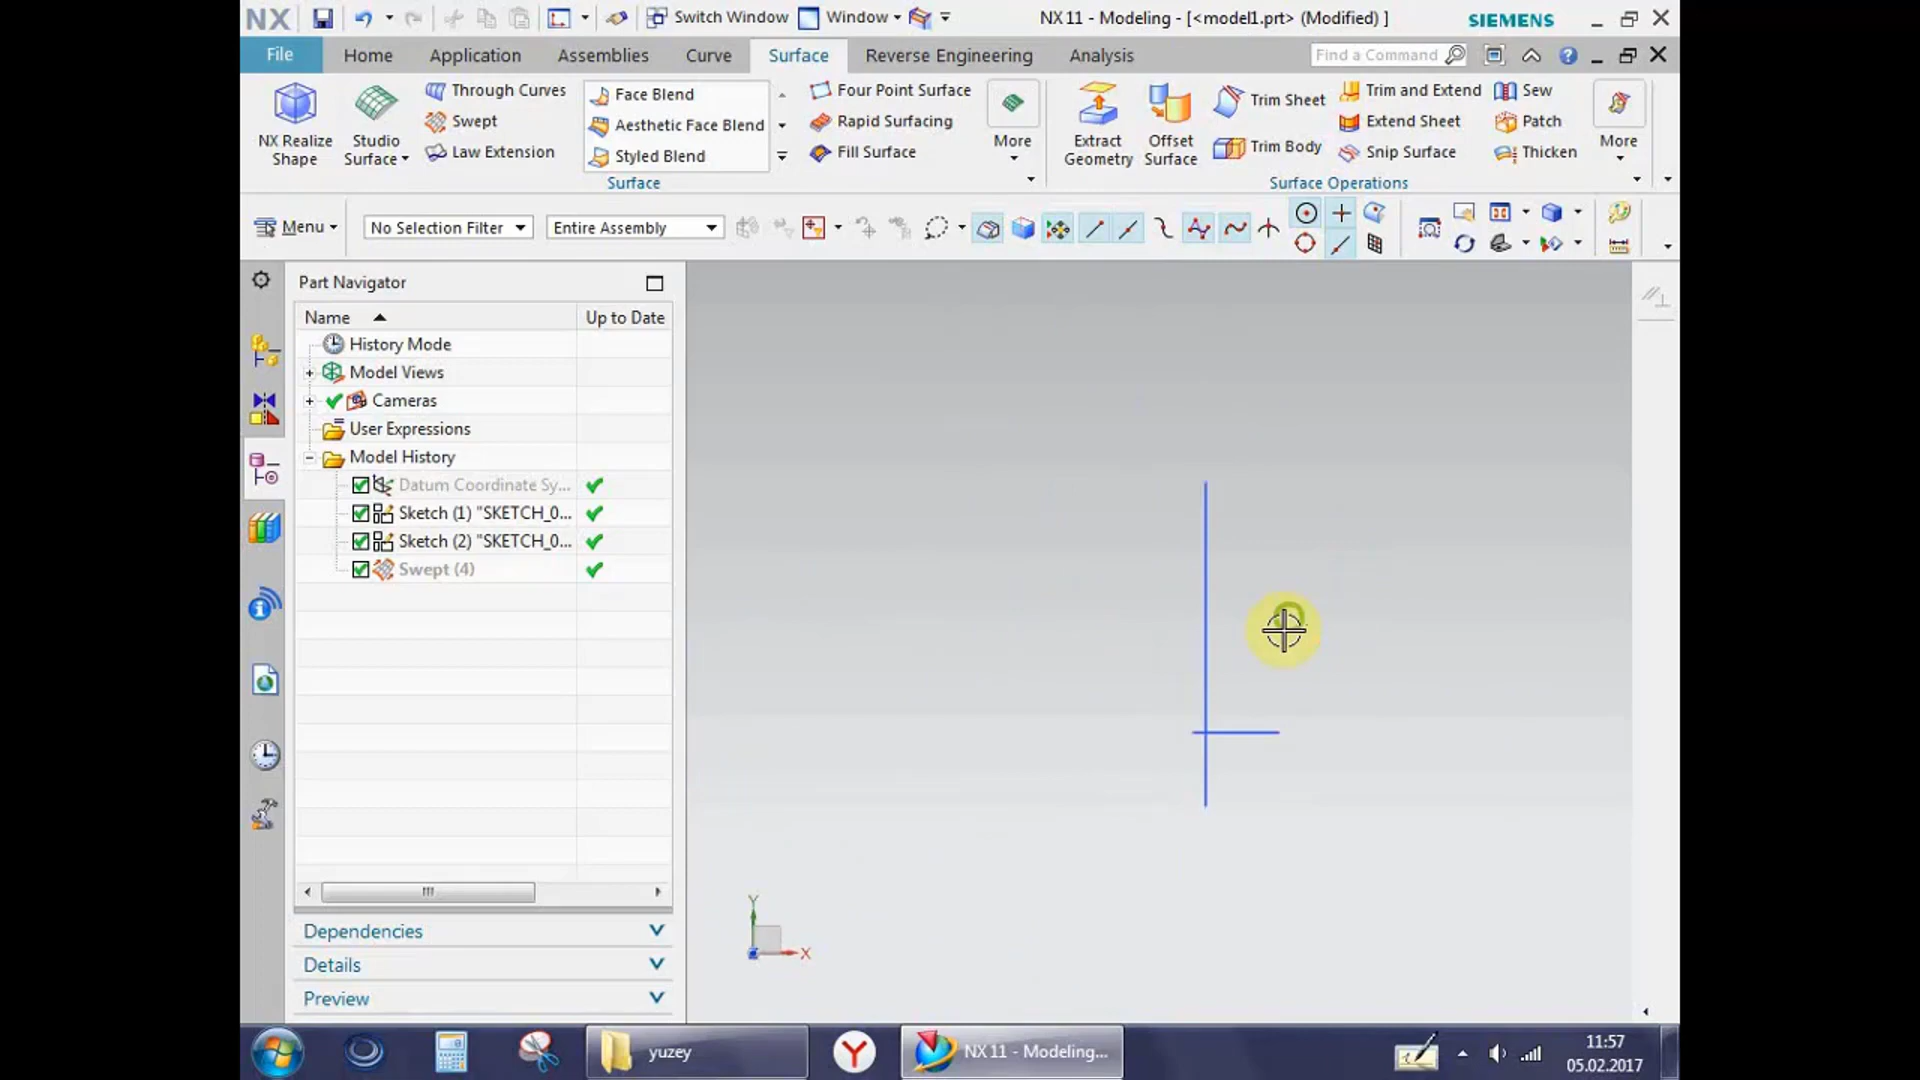 NX
Switch Window
Window
NX 11 - Modeling - [<model1.prt> (Modified) ]
SIEMENS
File
Home
Application
Assemblies
Curve
Surface
Reverse Engineering
Analysis
Find a Command
NX Realize
Shape
Studio
Surface
Through Curves
Swept
Law Extension
Face Blend
Aesthetic Face Blend
Styled Blend
Four Point Surface
Rapid Surfacing
Fill Surface
More
Surface
Extract
Geometry
Offset
Surface
Trim Sheet
Trim Body
Trim and Extend
Extend Sheet
Snip Surface
Sew
Patch
Thicken
More
Surface Operations
Menu
No Selection Filter
Entire Assembly
Part Navigator
Name
Up to Date
History Mode
Model Views
Cameras
User Expressions
Model History
Datum Coordinate Sy...
Sketch (1) "SKETCH_0...
Sketch (2) "SKETCH_0...
Swept (4)
Dependencies
Details
Preview
Y
X
yuzey
Y
NX 11 - Modeling...
11:57
05.02.2017